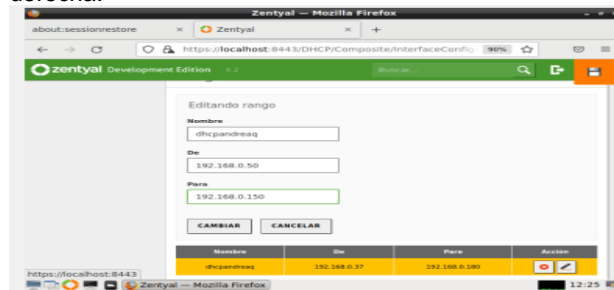 derecha.
Zentyal — Mozilla Firefox
about:sessionrestore × Zentyal × +
https://localhost:8443/DHCP/Composite/InterfaceConfig 90%
zentyal Development Edition Buscar...
Editando rango
Nombre
dhcpandreaq
De
192.168.0.50
Para
192.168.0.150
CAMBIAR CANCELAR
Nombre De Para Acción
dhcpandreaq 192.168.0.37 192.168.0.180
https://localhost:8443
Zentyal — Mozilla Firefox 12:25